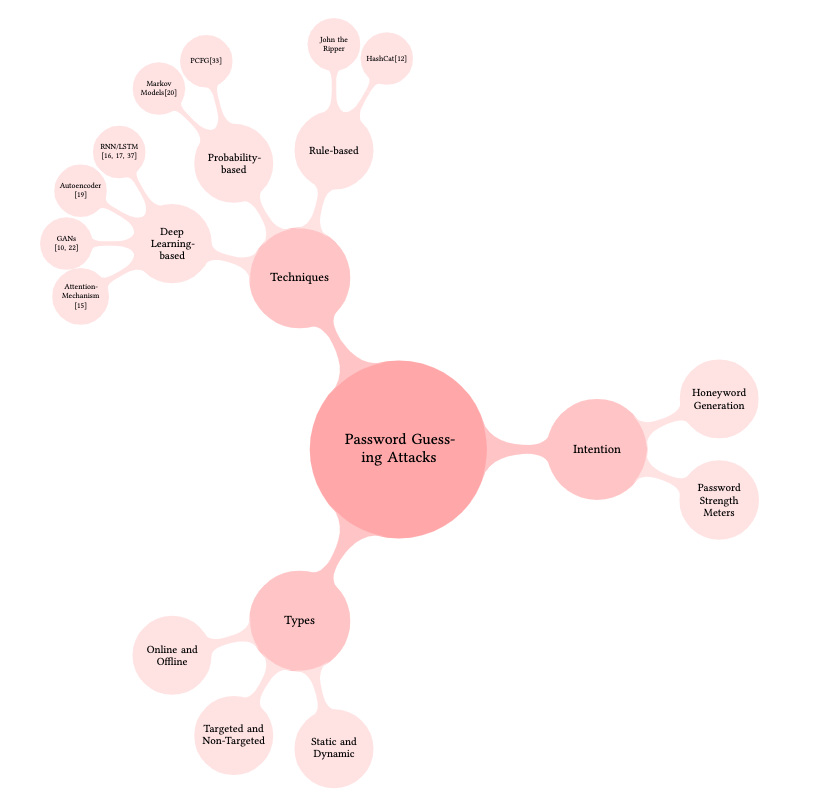 John the
Ripper
HashCat[12]
PCFG[33]
Markov
Models[20]
RNN/LSTM
[16, 17, 37]
Autoencoder
[19]
GANs
[10, 22]
Attention-
Mechanism
[15]
Rule-based
Probability-
based
Deep
Learning-
based
Techniques
Password Guess-
ing Attacks
Intention
Honeyword
Generation
Password
Strength
Meters
Types
Online and
Offline
Targeted and
Non-Targeted
Static and
Dynamic